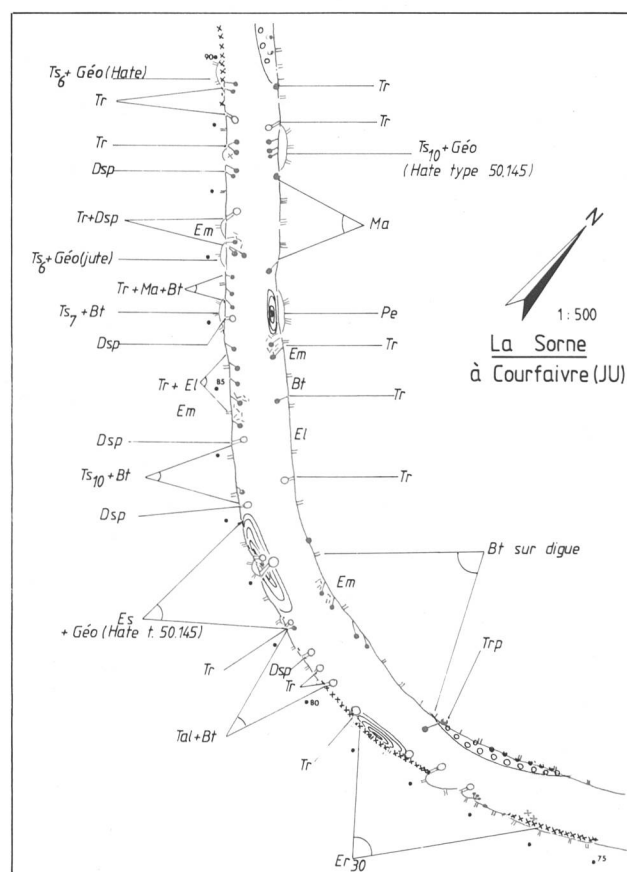 90
Ts6 + Géo (Hate)
Tr
Tr
Tr
Tr
Ts10 + Géo
(Hate type 50.145)
Dsp
Tr+Dsp
Em
Ma
N
Ts6 + Géo(jute)
Tr + Ma + Bt
Ts7 + Bt
Pe
1 : 500
Dsp
Em
Tr
La Sorne
à Courfaivre (JU)
Tr + El
85
Bt
Tr
Em
El
Dsp
Ts10 + Bt
Tr
Dsp
Bt sur digue
Em
Es
+ Géo (Hate t. 50.145)
Tr
Dsp
Tr
Trp
80
Tal + Bt
Tr
Er30
75